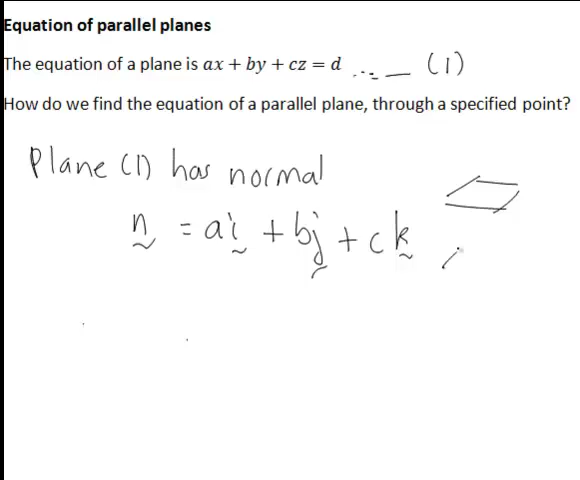 Equation of parallel planes
The equation of a plane is ax + by + cz = d ..... (1)
How do we find the equation of a parallel plane, through a specified point?
Plane (1) has normal
n = ai + bj + ck